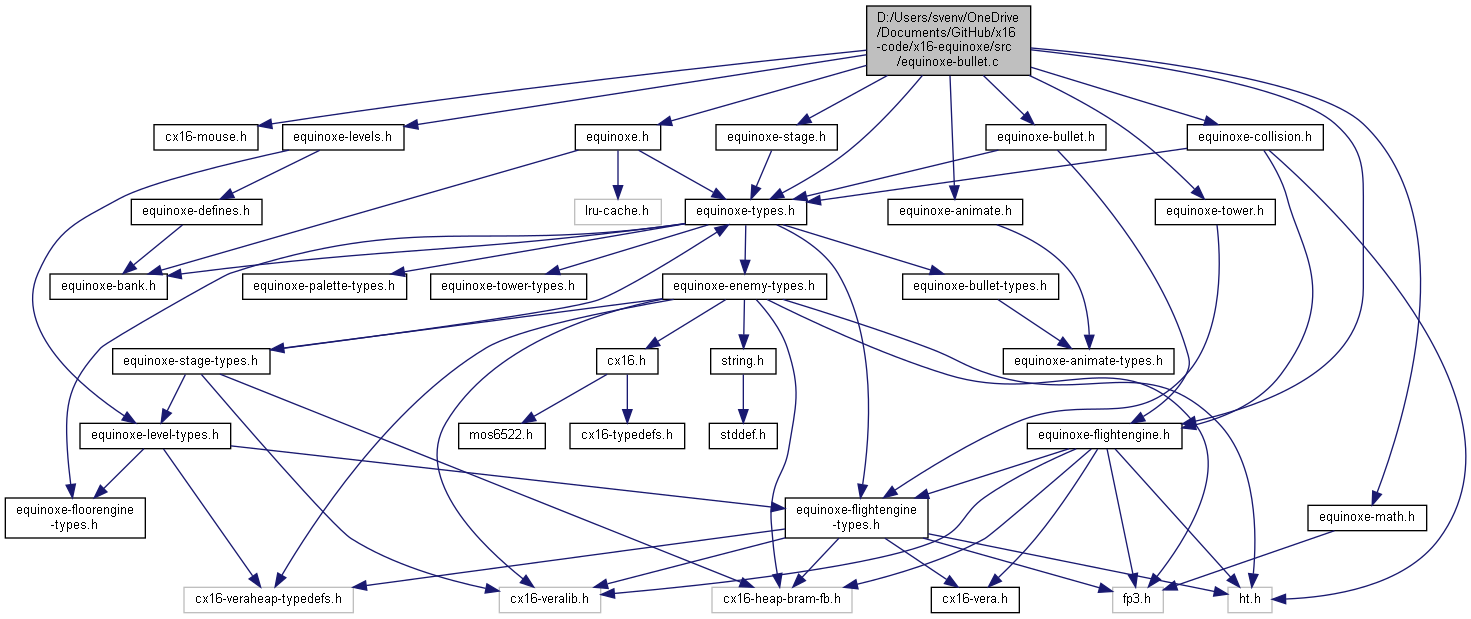 D:/Users/svenv/OneDrive
/Documents/GitHub/x16
-code/x16-equinoxe/src
/equinoxe-bullet.c
cx16-mouse.h
equinoxe-levels.h
equinoxe.h
equinoxe-stage.h
equinoxe-bullet.h
equinoxe-collision.h
equinoxe-defines.h
lru-cache.h
equinoxe-types.h
equinoxe-animate.h
equinoxe-tower.h
equinoxe-bank.h
equinoxe-palette-types.h
equinoxe-tower-types.h
equinoxe-enemy-types.h
equinoxe-bullet-types.h
equinoxe-stage-types.h
cx16.h
string.h
equinoxe-animate-types.h
equinoxe-level-types.h
mos6522.h
cx16-typedefs.h
stddef.h
equinoxe-flightengine.h
equinoxe-floorengine
-types.h
equinoxe-flightengine
-types.h
equinoxe-math.h
cx16-veraheap-typedefs.h
cx16-veralib.h
cx16-heap-bram-fb.h
cx16-vera.h
fp3.h
ht.h